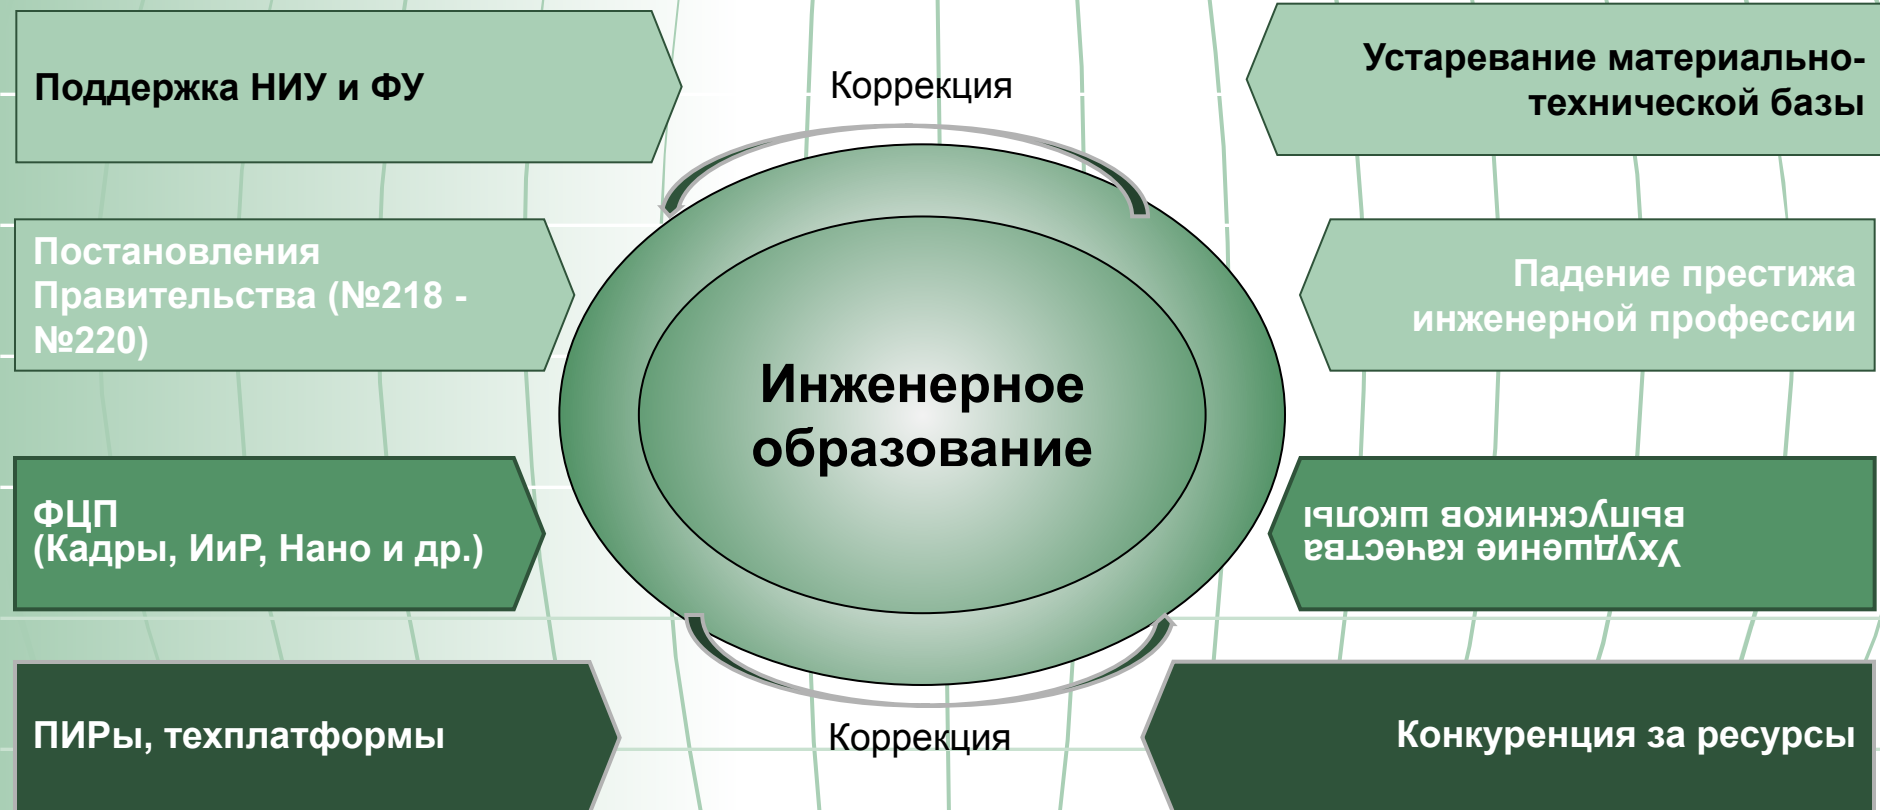 Поддержка НИУ и ФУ
Коррекция
Устаревание материально-
технической базы
Постановления
Правительства (№218 -
№220)
Падение престижа
инженерной профессии
Инженерное
образование
ФЦП
(Кадры, ИиР, Нано и др.)
Ухудшение качества
выпускников школы
ПИРы, техплатформы
Коррекция
Конкуренция за ресурсы